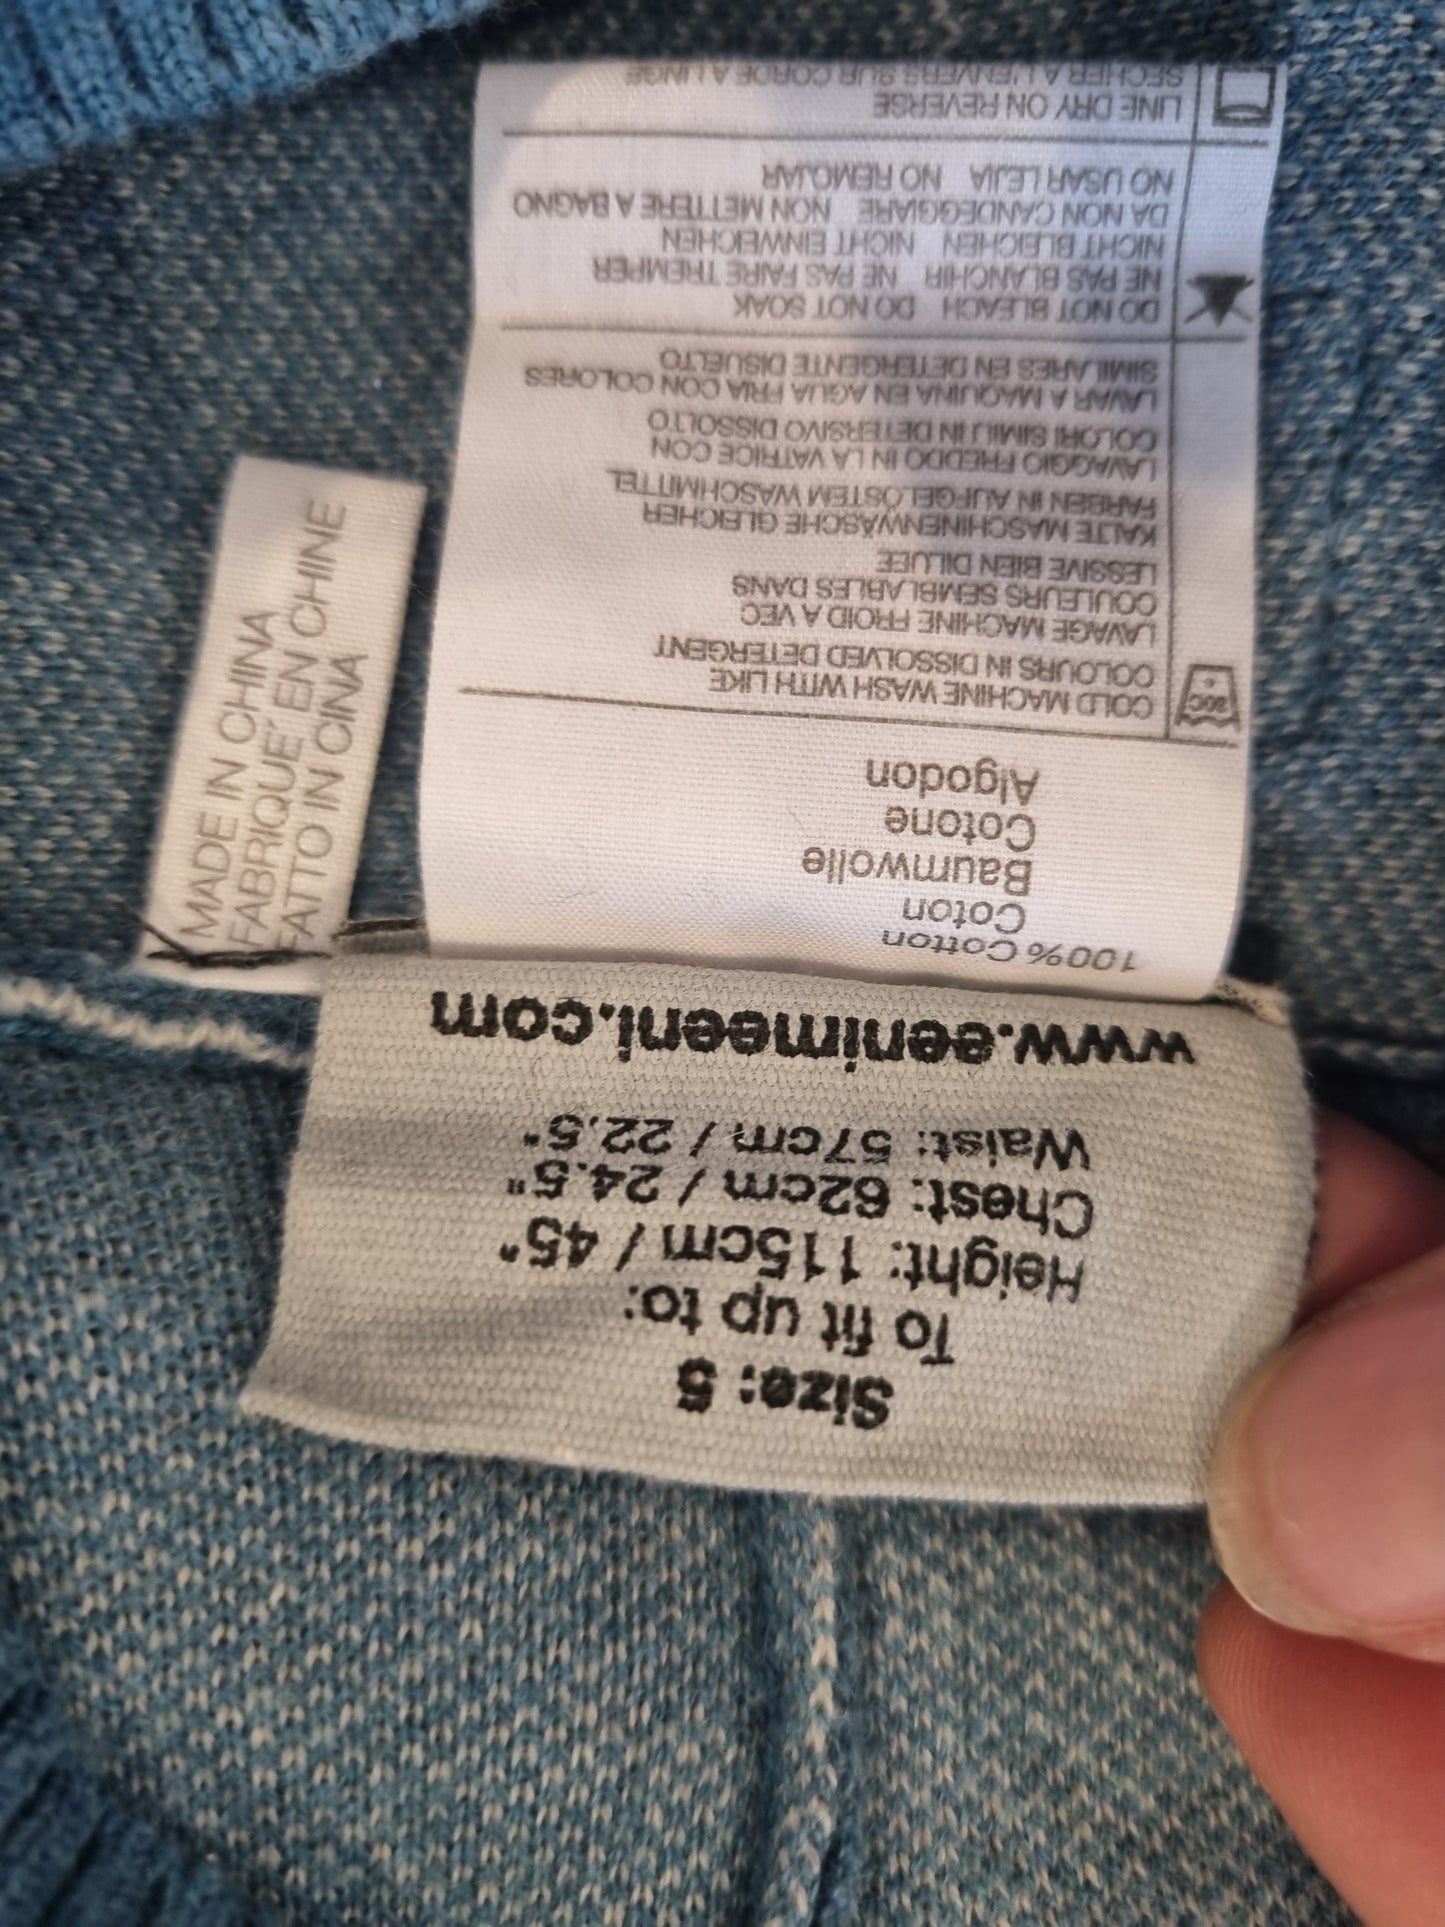 Size: 5
To fit up to:
Height: 115cm / 45"
Chest: 62cm / 24.5"
Waist: 57cm / 22.5"
www.eenimeeni.com
100% Cotton
Coton
Baumwolle
Cotone
Algodon
30C
COLD MACHINE WASH WITH LIKE
COLOURS IN DISSOLVED DETERGENT
LAVAGE MACHINE FROID A VEC
COULEURS SEMBLABLES DANS
LESSIVE BIEN DILUEE
KALTE MASCHINENWÄSCHE GLEICHER
FARBEN IN AUFGELÖSTEM WASCHMITTEL
LAVAGGIO FREDDO IN LA VATRICE CON
COLORI SIMILI IN DETERSIVO DISSOLTO
LAVAR A MAQUINA EN AGUA FRIA CON COLORES
SIMILARES EN DETERGENTE DISUELTO
DO NOT BLEACH DO NOT SOAK
NE PAS BLANCHIR NE PAS FAIRE TREMPER
NICHT BLEICHEN NICHT EINWEICHEN
DA NON CANDEGGIARE NON METTERE A BAGNO
NO USAR LEJIA NO REMOJAR
LINE DRY ON REVERSE
SECHER A L'ENVERS SUR CORDE A LINGE
MADE IN CHINA
FABRIQUÉ EN CHINE
FATTO IN CINA